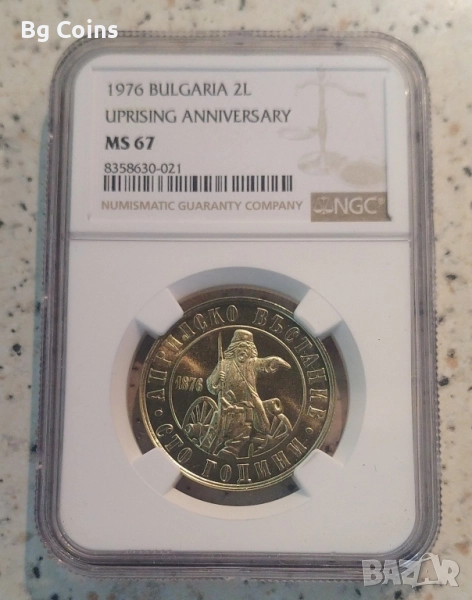 Bg Coins
1976 BULGARIA 2L
UPRISING ANNIVERSARY
MS 67
8358630-021
NUMISMATIC GUARANTY COMPANY
NGC
· АПРИЛСКО ВЪСТАНИЕ ·
1876
СТО ГОДИНИ
BAZAR